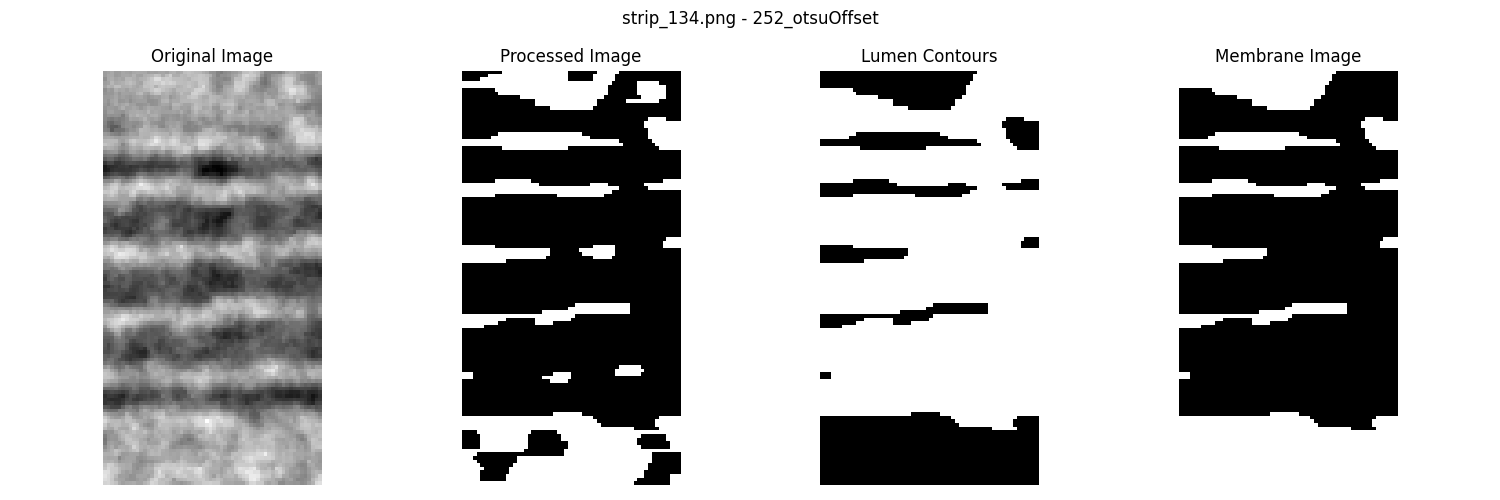 strip_134.png - 252_otsuOffset
Original Image
Processed Image
Lumen Contours
Membrane Image